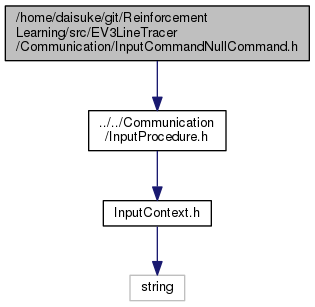 /home/daisuke/git/Reinforcement
Learning/src/EV3LineTracer
/Communication/InputCommandNullCommand.h
../../Communication
/InputProcedure.h
InputContext.h
string